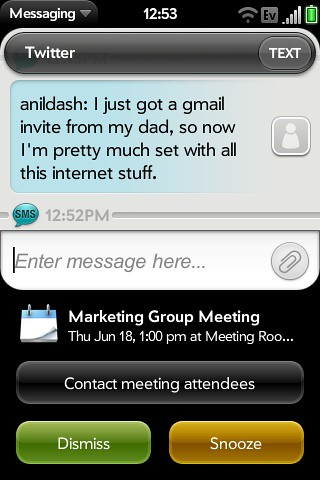 Messaging
12:53
Ev
Twitter
TEXT
anildash: I just got a gmail
invite from my dad, so now
I'm pretty much set with all
this internet stuff.
SMS 12:52PM
Enter message here...
Marketing Group Meeting
Thu Jun 18, 1:00 pm at Meeting Roo...
Contact meeting attendees
Dismiss
Snooze